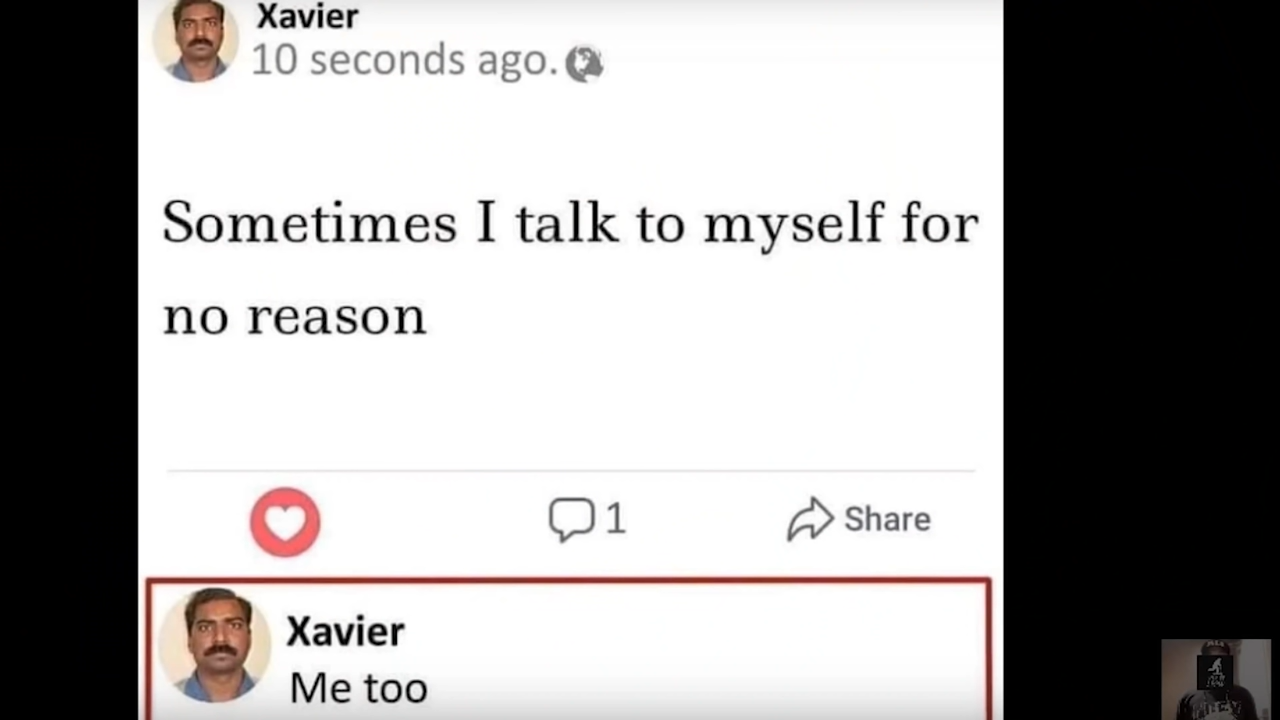 Xavier
10 seconds ago.
Sometimes I talk to myself for
no reason
1
Share
Xavier
Me too